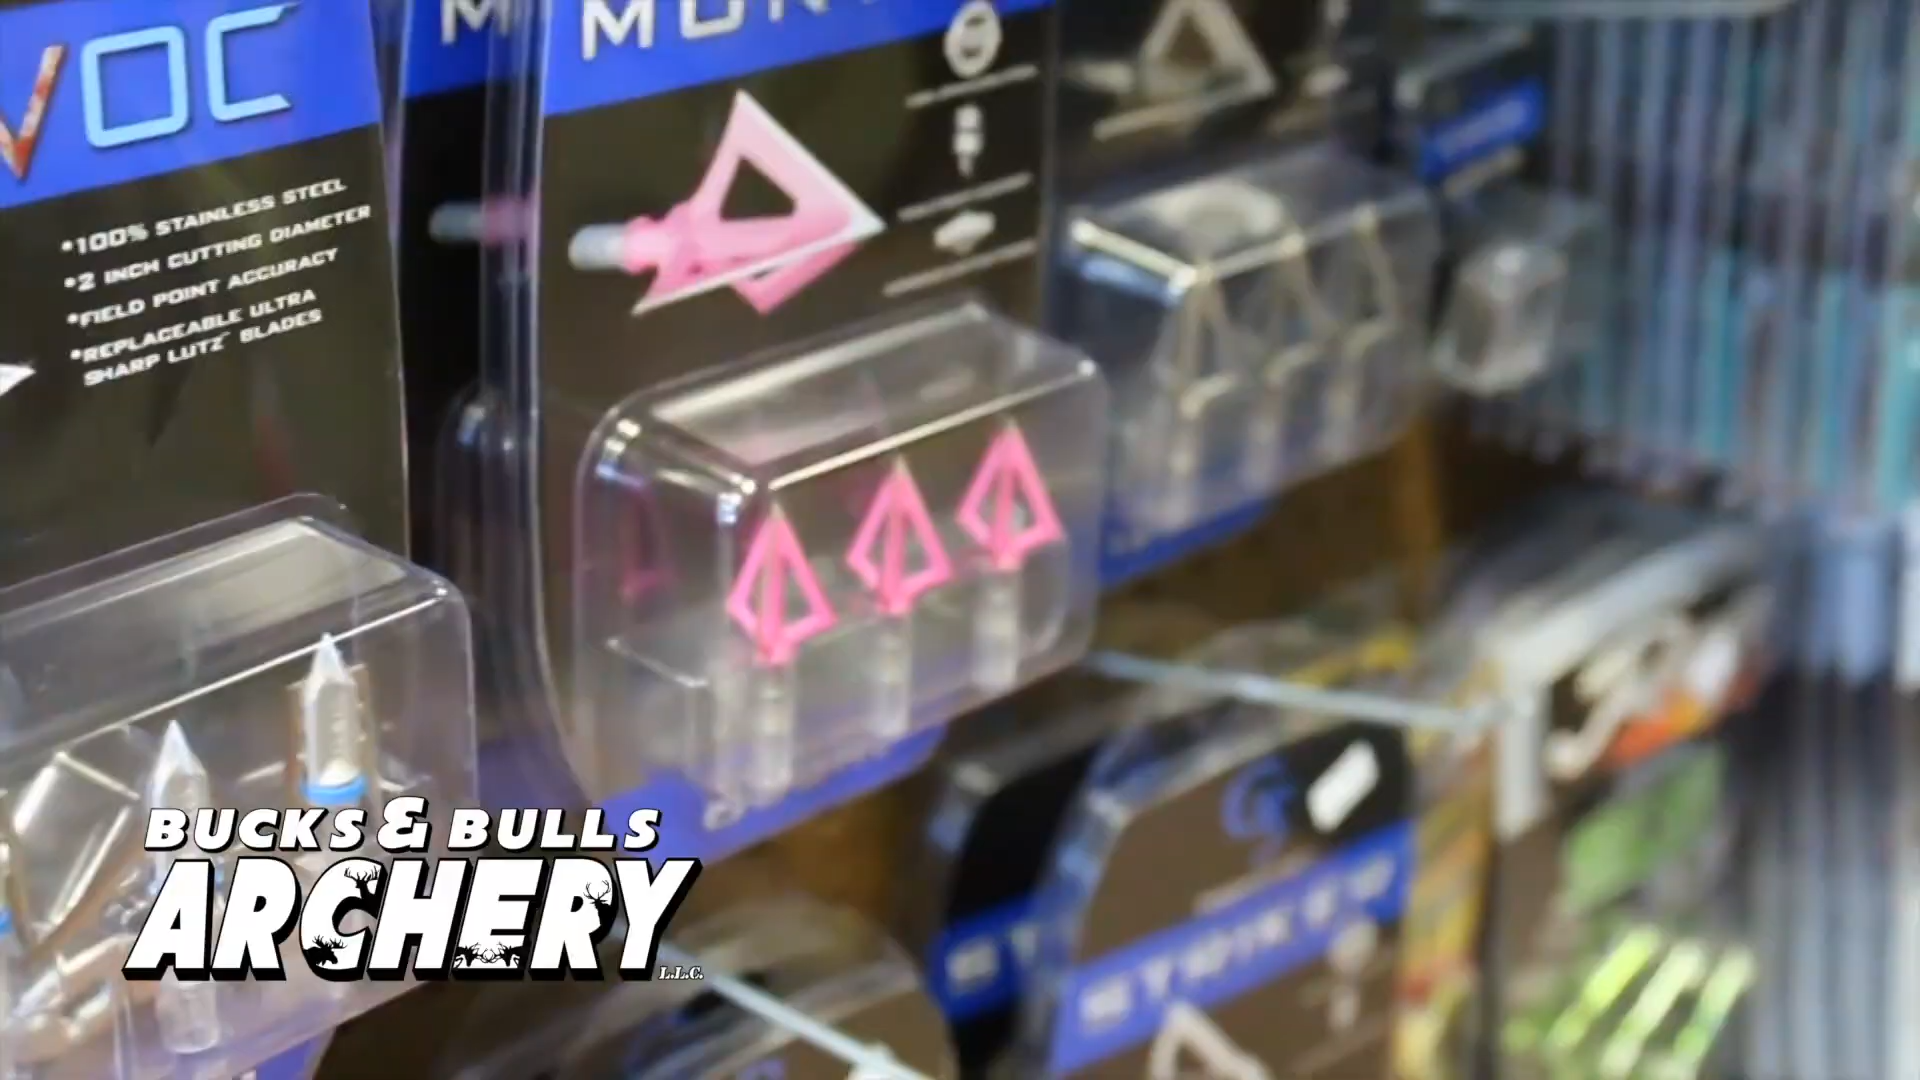 VOC
•100% STAINLESS STEEL
•2 INCH CUTTING DIAMETER
•FIELD POINT ACCURACY
•REPLACEABLE ULTRA
SHARP LUTZ™ BLADES
M
MON
STRIKER
BUCKS & BULLS
ARCHERY
L.L.C.